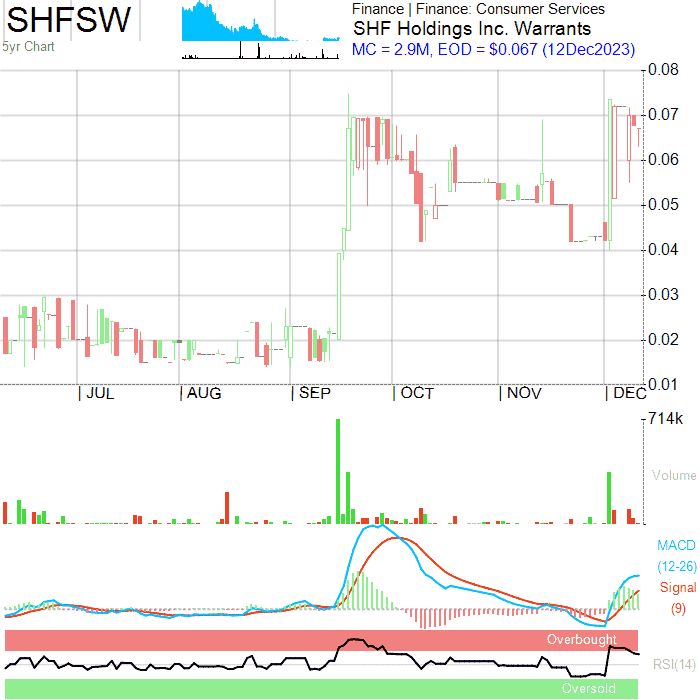 SHFSW
5yr Chart
Finance | Finance: Consumer Services
SHF Holdings Inc. Warrants
MC = 2.9M, EOD = $0.067 (12Dec2023)
0.08
0.07
0.06
0.05
0.04
0.03
0.02
0.01
| JUL | AUG | SEP | OCT | NOV | DEC
714k
Volume
MACD
(12-26)
Signal
(9)
Overbought
RSI(14)
Oversold